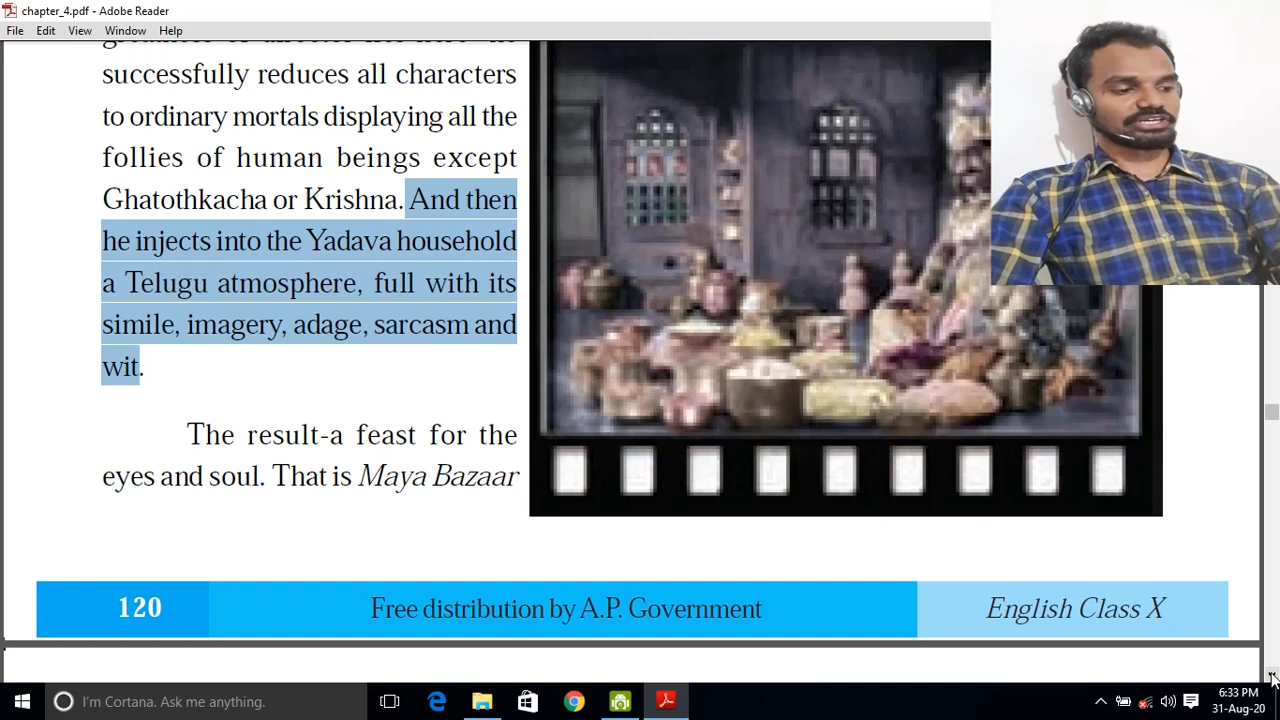 chapter_4.pdf - Adobe Reader
File Edit View Window Help
successfully reduces all characters
to ordinary mortals displaying all the
follies of human beings except
Ghatothkacha or Krishna. And then
he injects into the Yadava household
a Telugu atmosphere, full with its
simile, imagery, adage, sarcasm and
wit.
The result-a feast for the
eyes and soul. That is Maya Bazaar
120
Free distribution by A.P. Government
English Class X
I'm Cortana. Ask me anything.
6:33 PM
31-Aug-20